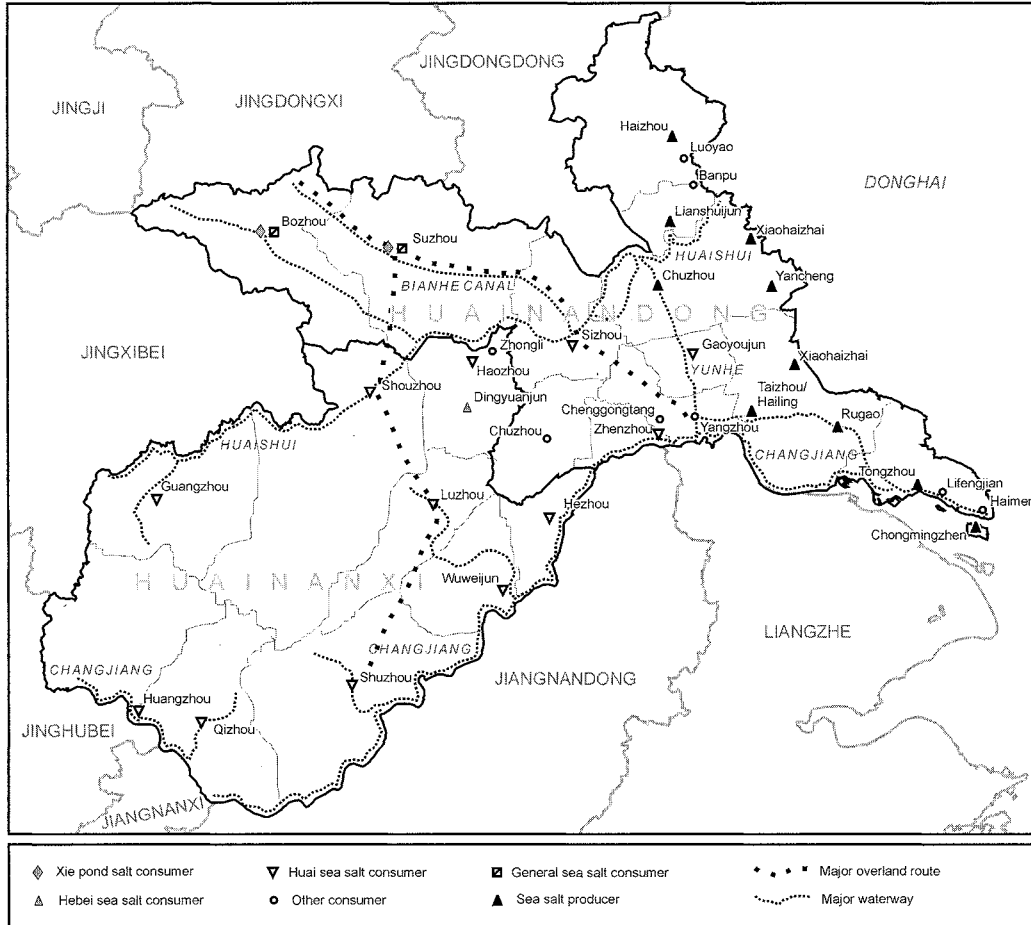 JINGDONGDONG
JINGDONGXI
JINGJI
Haizhou
Luoyao
DONGHAI
Banpu
Lianshuijun
Bozhou
Xiaohaizhai
Suzhou
HUAISHUI
Chuzhou
Yancheng
BIANHE CANAL
HUAINANDONG
Sizhou
JINGXIBEI
Zhongli
Gaoyoujun
Xiaohaizhai
Haozhou
YUNHE
Shouzhou
Dingyuanjun
Taizhou/
Hailing
Chenggongtang
Rugao
Zhenzhou
Yangzhou
Chuzhou
HUAISHUI
CHANGJIANG
Tongzhou
Guangzhou
Lifengjian
Luzhou
Hezhou
Haimen
Chongmingzhen
Wuweijun
HUAINANXI
LIANGZHE
CHANGJIANG
CHANGJIANG
Shuzhou
JIANGNANDONG
Huangzhou
JINGHUBEI
Qizhou
JIANGNANXI
Xie pond salt consumer
Huai sea salt consumer
General sea salt consumer
Major overland route
Hebei sea salt consumer
Other consumer
Sea salt producer
Major waterway